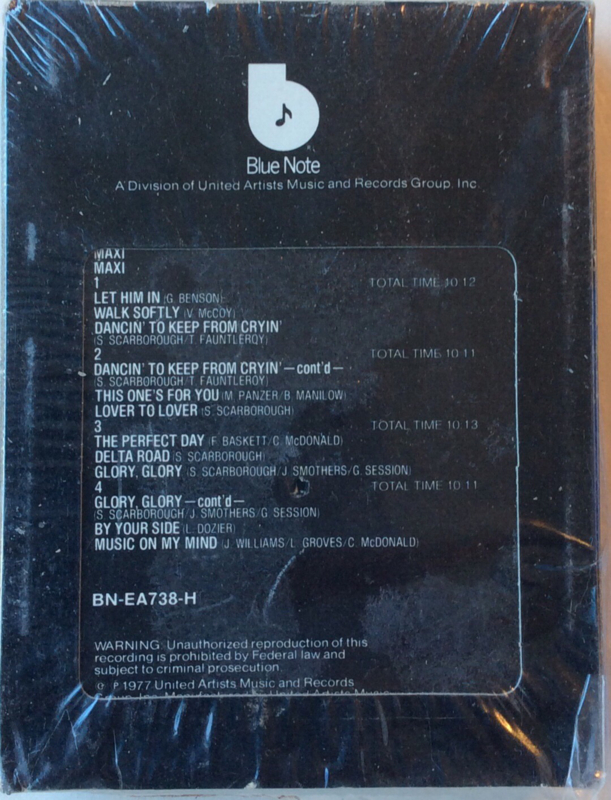 Blue Note
A Division of United Artists Music and Records Group, Inc.
MAXI
MAXI
1 TOTAL TIME 10:12
LET HIM IN (G. BENSON)
WALK SOFTLY (V. McCOY)
DANCIN' TO KEEP FROM CRYIN'
(S. SCARBOROUGH/T. FAUNTLEROY)
2 TOTAL TIME 10:11
DANCIN' TO KEEP FROM CRYIN' —cont'd—
(S. SCARBOROUGH/T. FAUNTLEROY)
THIS ONE'S FOR YOU (M. PANZER/B. MANILOW)
LOVER TO LOVER (S. SCARBOROUGH)
3 TOTAL TIME 10:13
THE PERFECT DAY (F. BASKETT/C. McDONALD)
DELTA ROAD (S. SCARBOROUGH)
GLORY, GLORY (S. SCARBOROUGH/J. SMOTHERS/G. SESSION)
4 TOTAL TIME 10:11
GLORY, GLORY —cont'd—
(S. SCARBOROUGH/J. SMOTHERS/G. SESSION)
BY YOUR SIDE (L. DOZIER)
MUSIC ON MY MIND (J. WILLIAMS/L. GROVES/C. McDONALD)
BN-EA738-H
WARNING: Unauthorized reproduction of this
recording is prohibited by Federal law and
subject to criminal prosecution
© ℗ 1977 United Artists Music and Records
United Artists Music